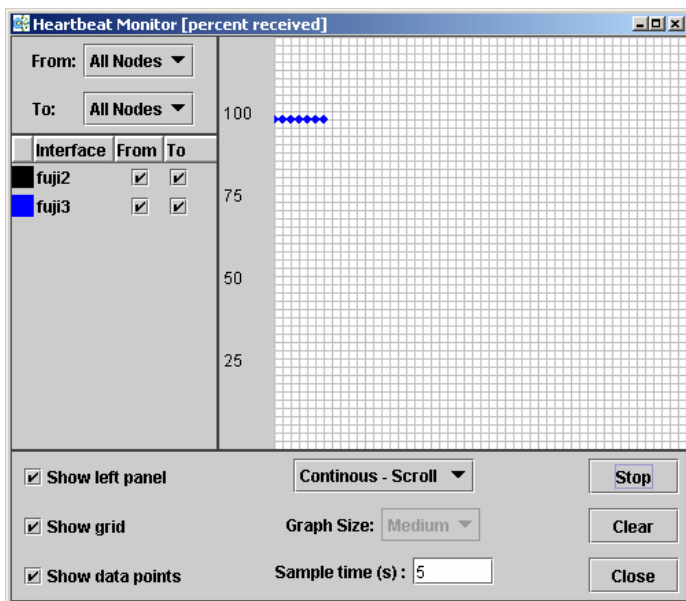 Heartbeat Monitor [percent received]
From: All Nodes
To: All Nodes
Interface From To
fuji2
fuji3
100
75
50
25
Show left panel
Continous - Scroll
Stop
Show grid
Graph Size: Medium
Clear
Show data points
Sample time (s) : 5
Close